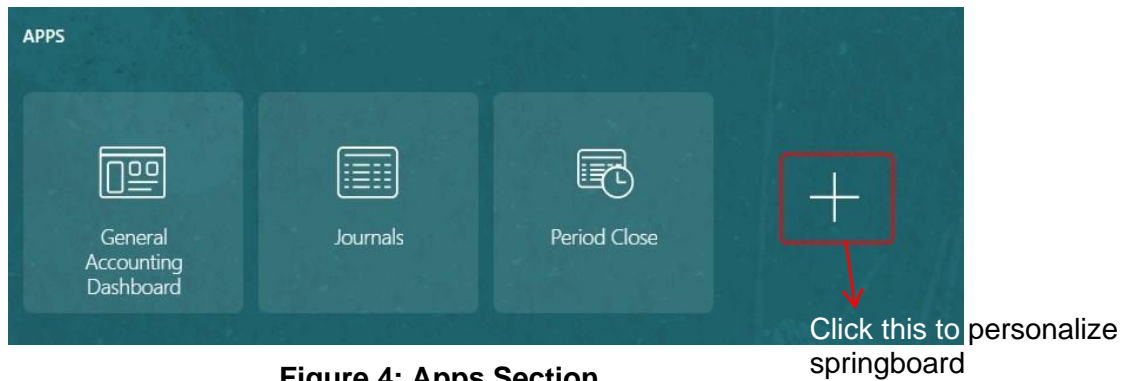 APPS
General
Accounting
Dashboard
Journals
Period Close
Click this to personalize
springboard
Figure 4: Apps Section